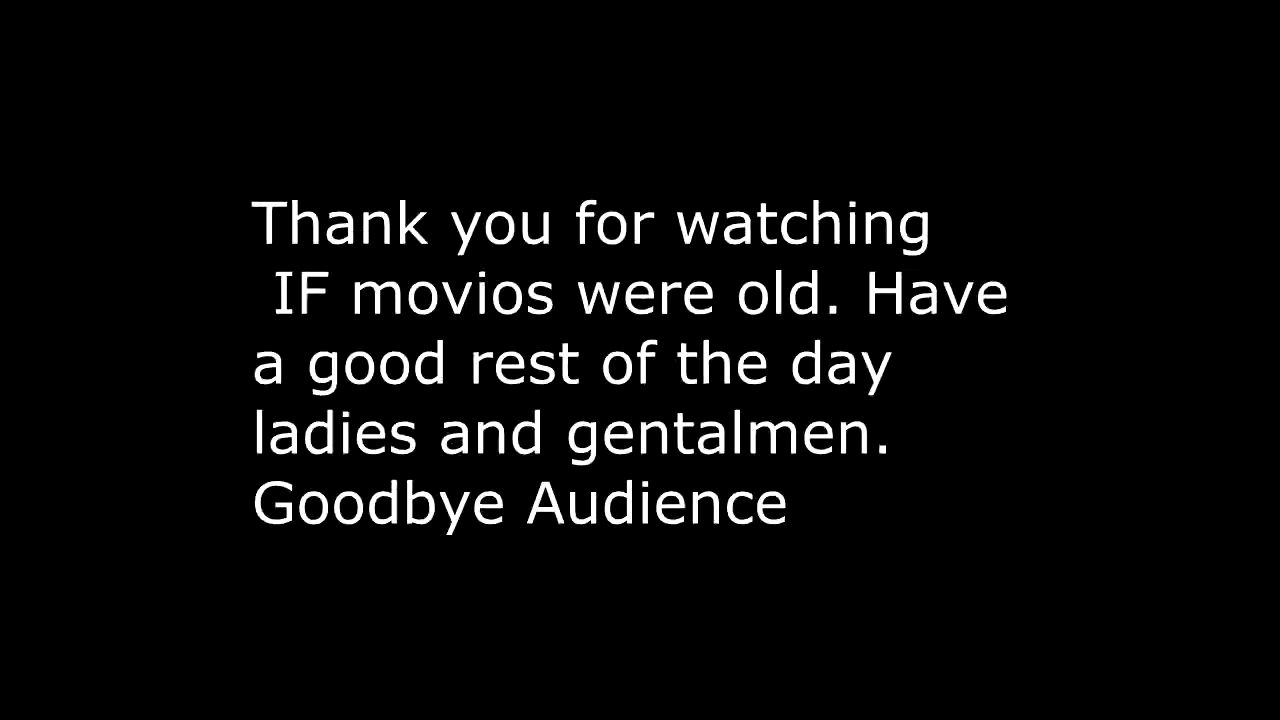 Thank you for watching
IF movios were old. Have
a good rest of the day
ladies and gentalmen.
Goodbye Audience